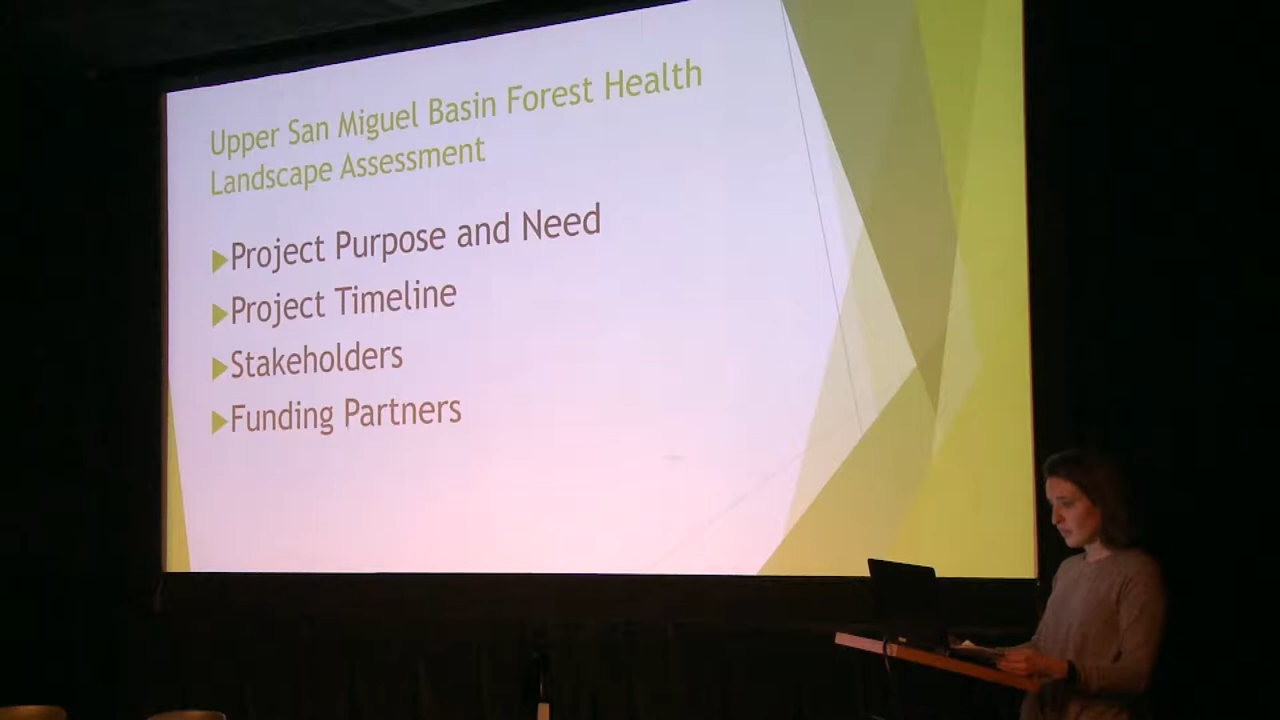 Upper San Miguel Basin Forest Health
Landscape Assessment
Project Purpose and Need
Project Timeline
Stakeholders
Funding Partners